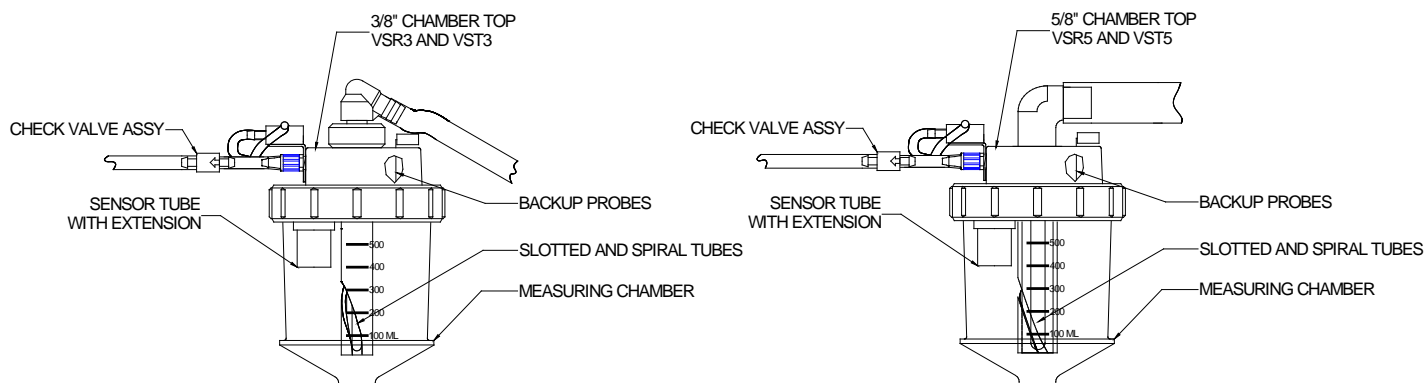 3/8" CHAMBER TOP
VSR3 AND VST3
CHECK VALVE ASSY
SENSOR TUBE
WITH EXTENSION
BACKUP PROBES
SLOTTED AND SPIRAL TUBES
MEASURING CHAMBER
500
400
300
200
100 ML
5/8" CHAMBER TOP
VSR5 AND VST5
CHECK VALVE ASSY
SENSOR TUBE
WITH EXTENSION
BACKUP PROBES
SLOTTED AND SPIRAL TUBES
MEASURING CHAMBER
500
400
300
200
100 ML